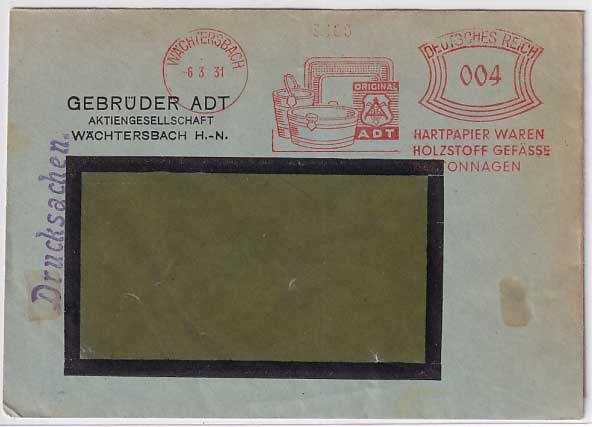 WÄCHTERSBACH
-6 3 31
DEUTSCHES REICH
004
ORIGINAL
ADT
HARTPAPIER WAREN
HOLZSTOFF GEFÄSSE
ONNAGEN
GEBRÜDER ADT
AKTIENGESELLSCHAFT
WÄCHTERSBACH H.-N.
Drucksachen